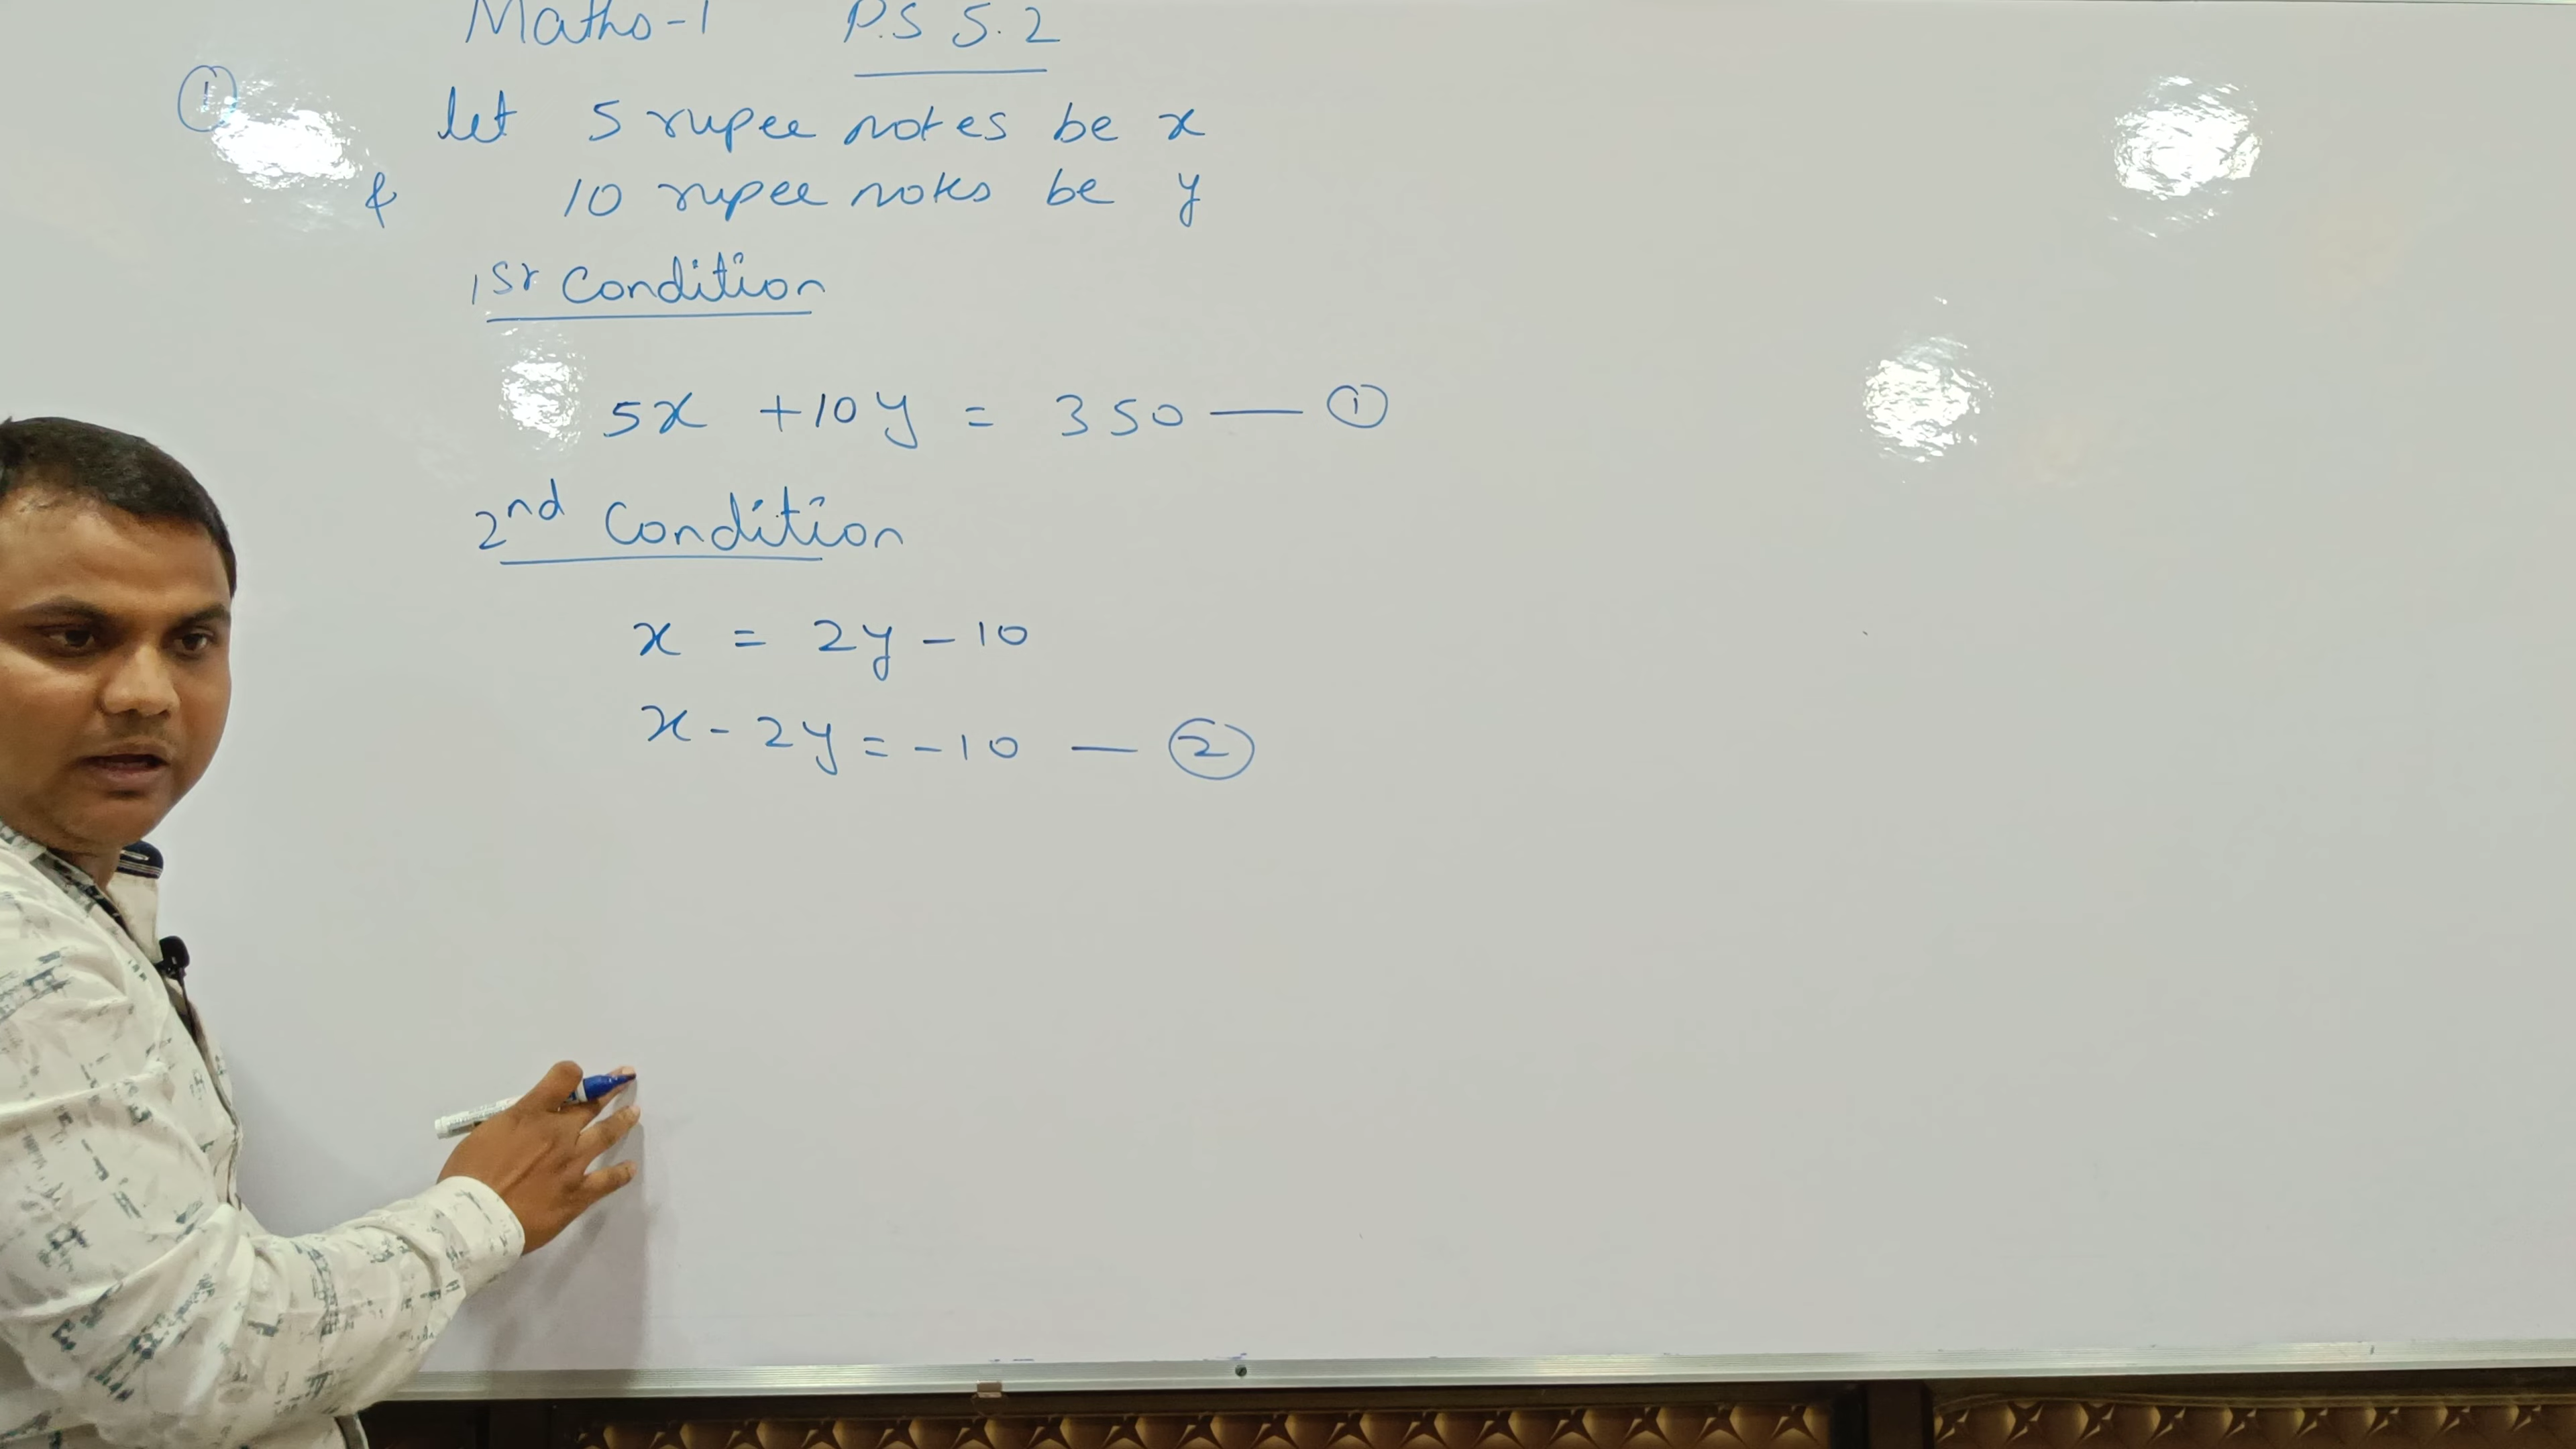 Maths-1 P.S 5.2
① let 5 rupee notes be x
& 10 rupee notes be y
1st Condition
5x +10y = 350 — ①
2nd Condition
x = 2y - 10
x - 2y = -10 — ②